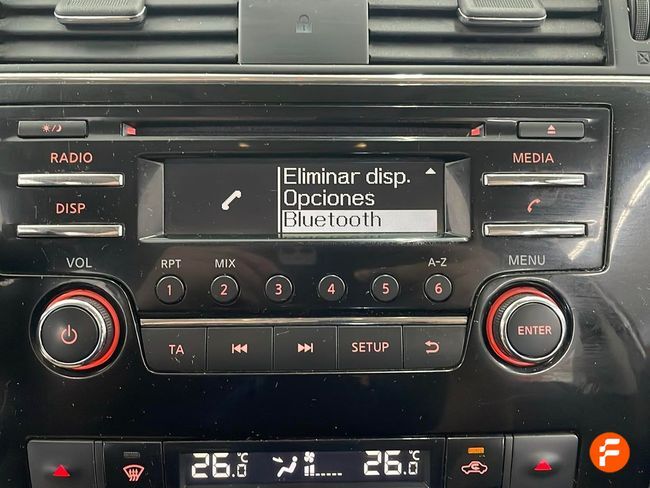 RADIO
MEDIA
Eliminar disp.
Opciones
Bluetooth
DISP
VOL
RPT
MIX
A-Z
MENU
1
2
3
4
5
6
ENTER
TA
SETUP
26.0°C
26.0°C
F